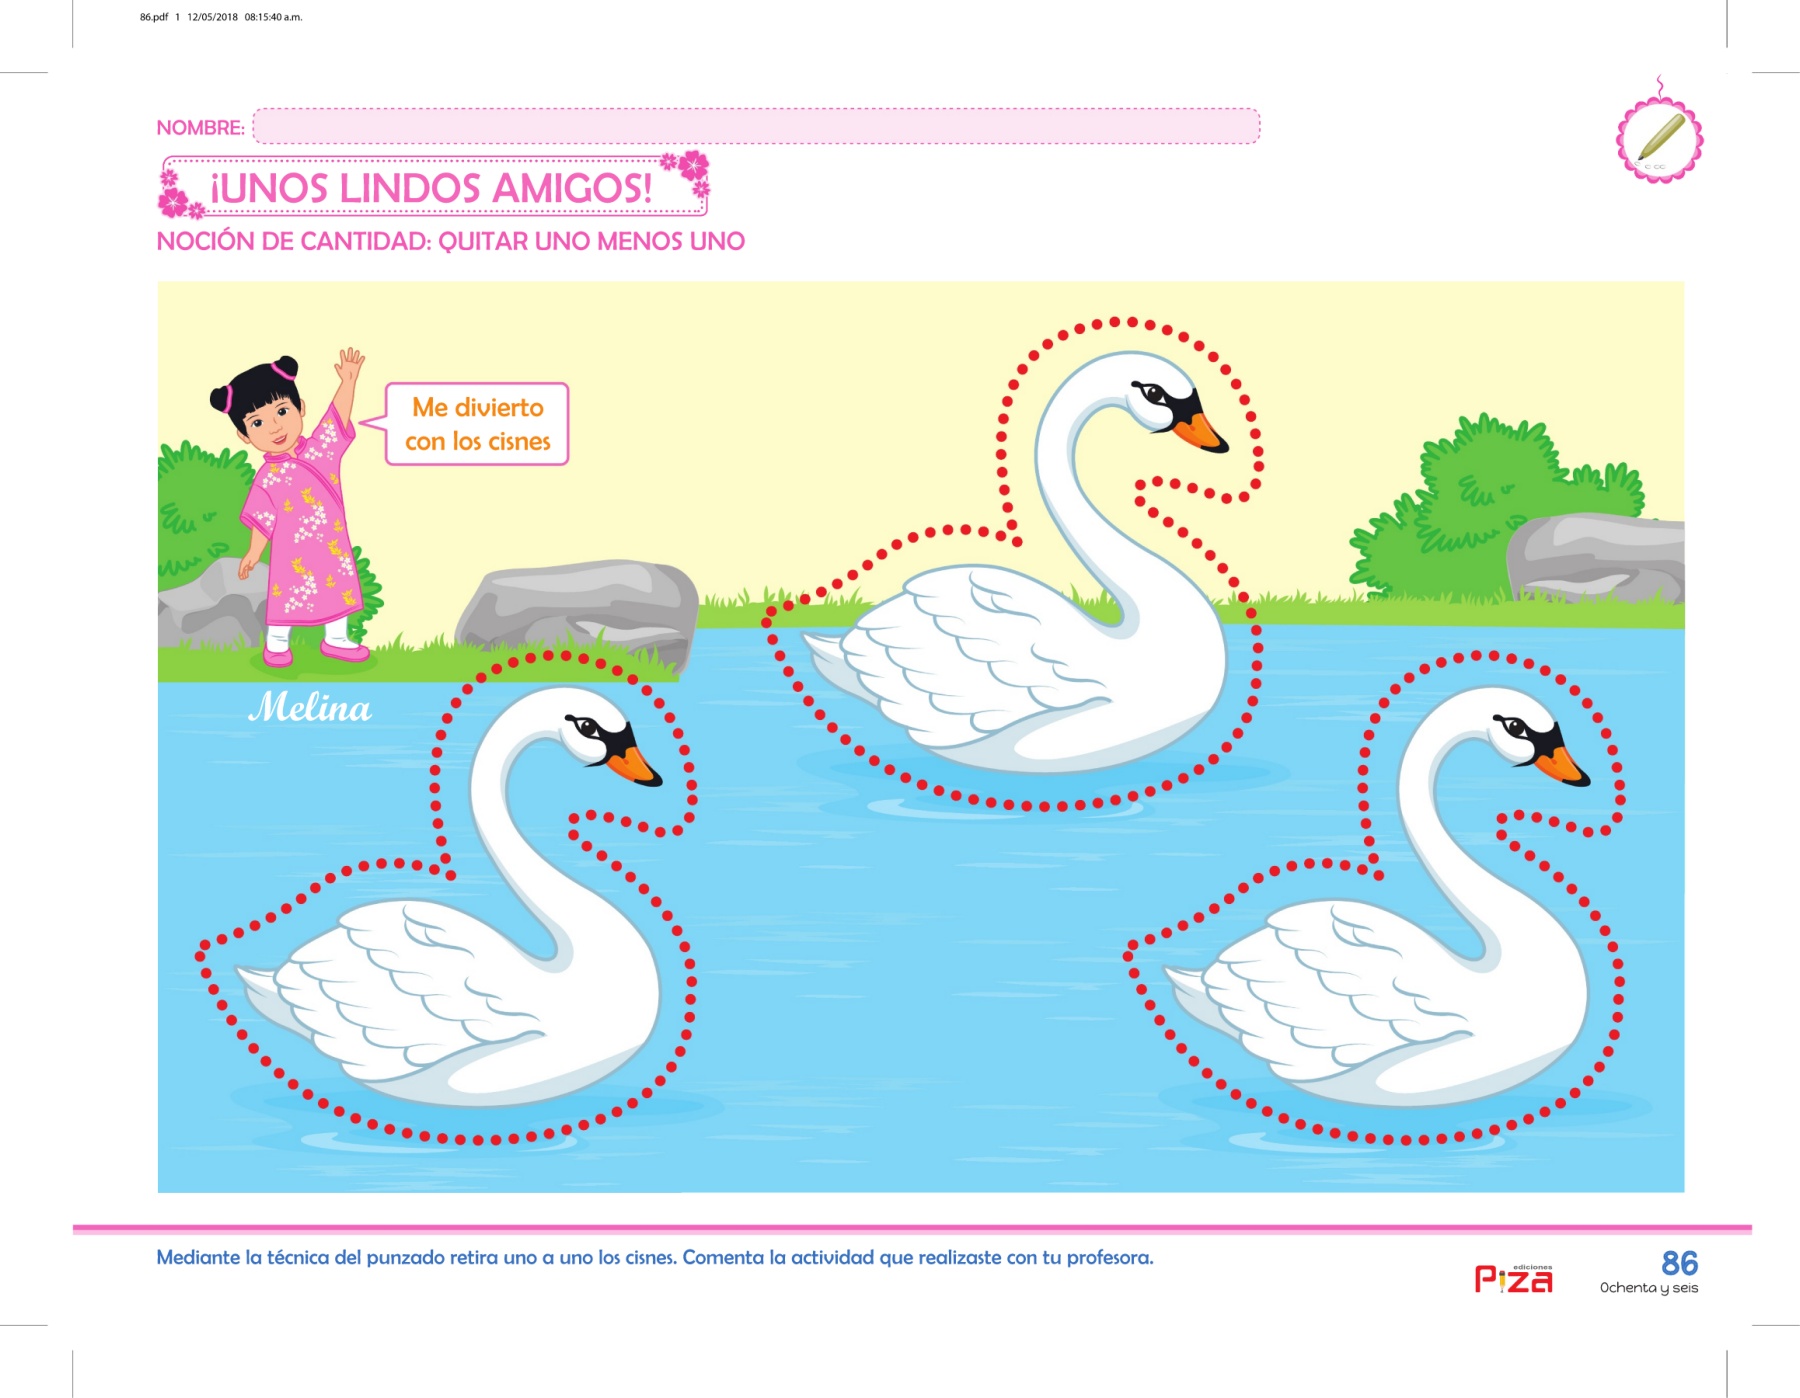 86.pdf 1 12/05/2018 08:15:40 a.m.
NOMBRE:
¡UNOS LINDOS AMIGOS!
NOCIÓN DE CANTIDAD: QUITAR UNO MENOS UNO
Me divierto
con los cisnes
Melina
Mediante la técnica del punzado retira uno a uno los cisnes. Comenta la actividad que realizaste con tu profesora.
ediciones
Piza
86
Ochenta y seis